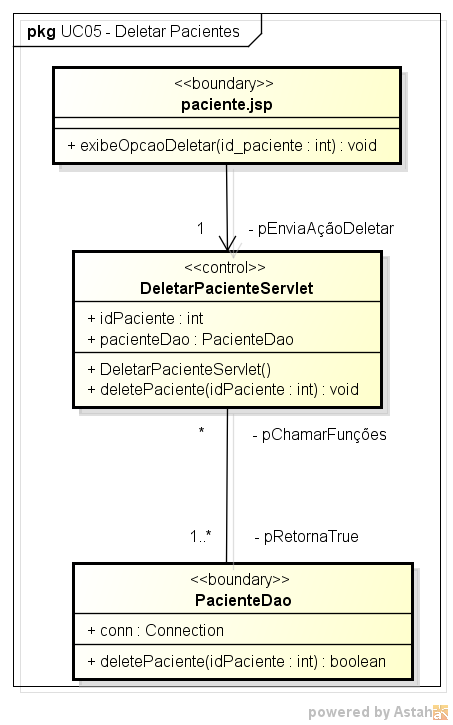 pkg UC05 - Deletar Pacientes
<<boundary>>
paciente.jsp
+ exibeOpcaoDeletar(id_paciente : int) : void
1
- pEnviaAçãoDeletar
<<control>>
DeletarPacienteServlet
+ idPaciente : int
+ pacienteDao : PacienteDao
+ DeletarPacienteServlet()
+ deletePaciente(idPaciente : int) : void
*
- pChamarFunções
1..*
- pRetornaTrue
<<boundary>>
PacienteDao
+ conn : Connection
+ deletePaciente(idPaciente : int) : boolean
powered by Astah